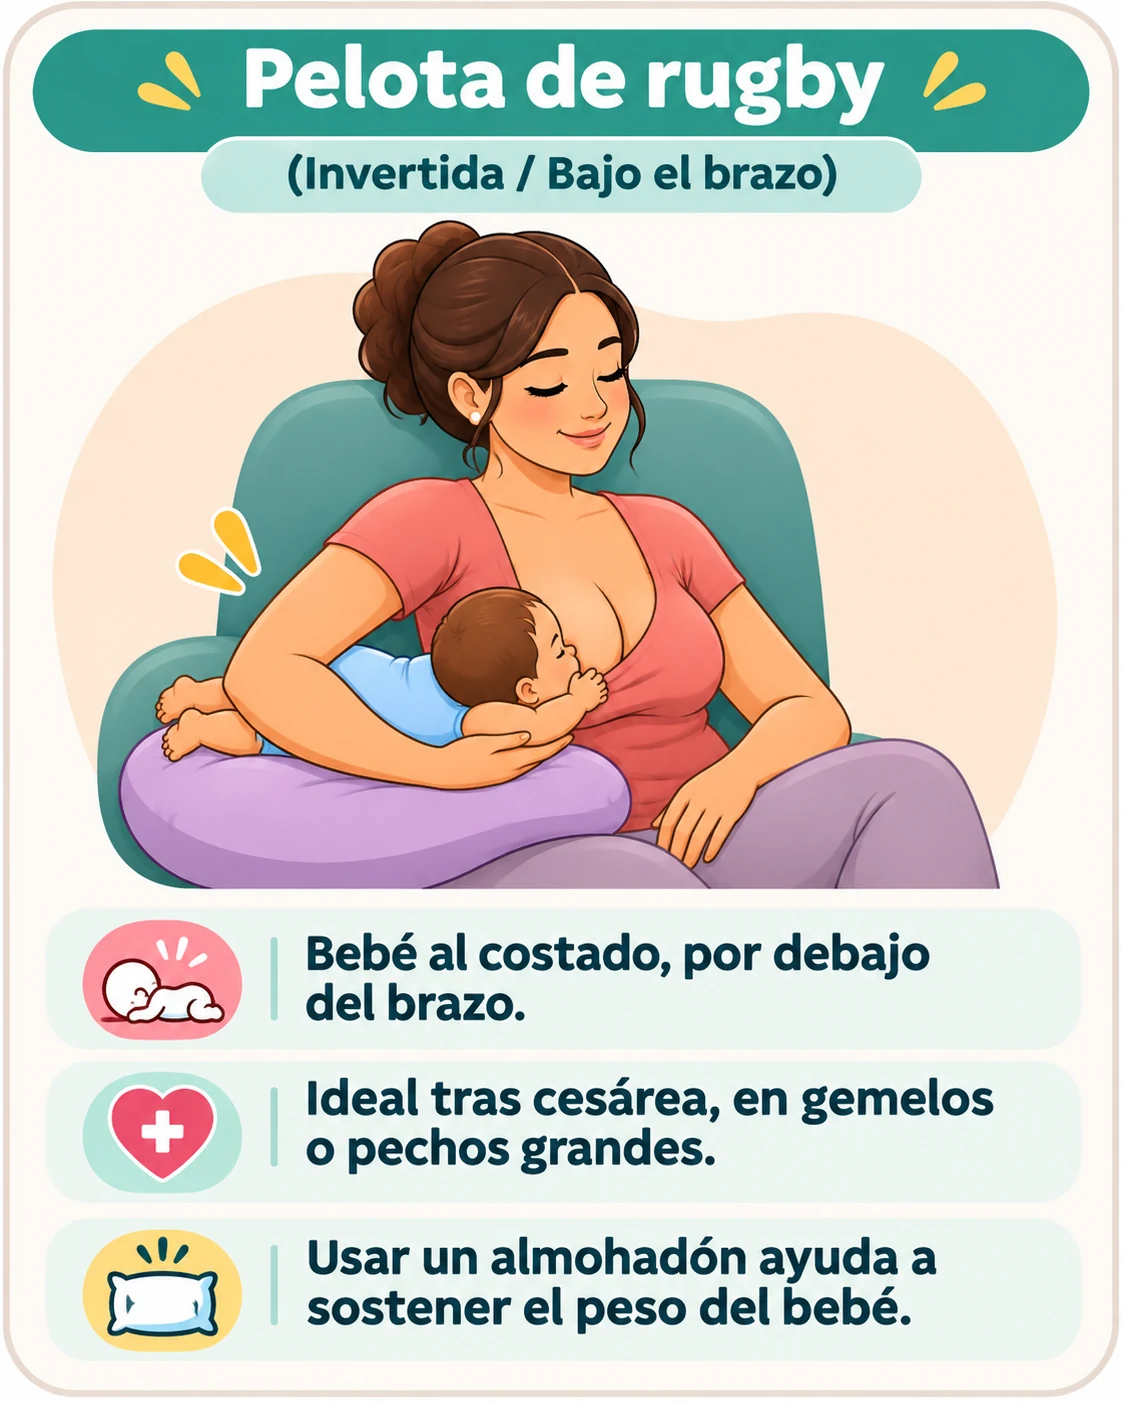 Pelota de rugby
(Invertida / Bajo el brazo)
Bebé al costado, por debajo
del brazo.
Ideal tras cesárea, en gemelos
o pechos grandes.
Usar un almohadón ayuda a
sostener el peso del bebé.